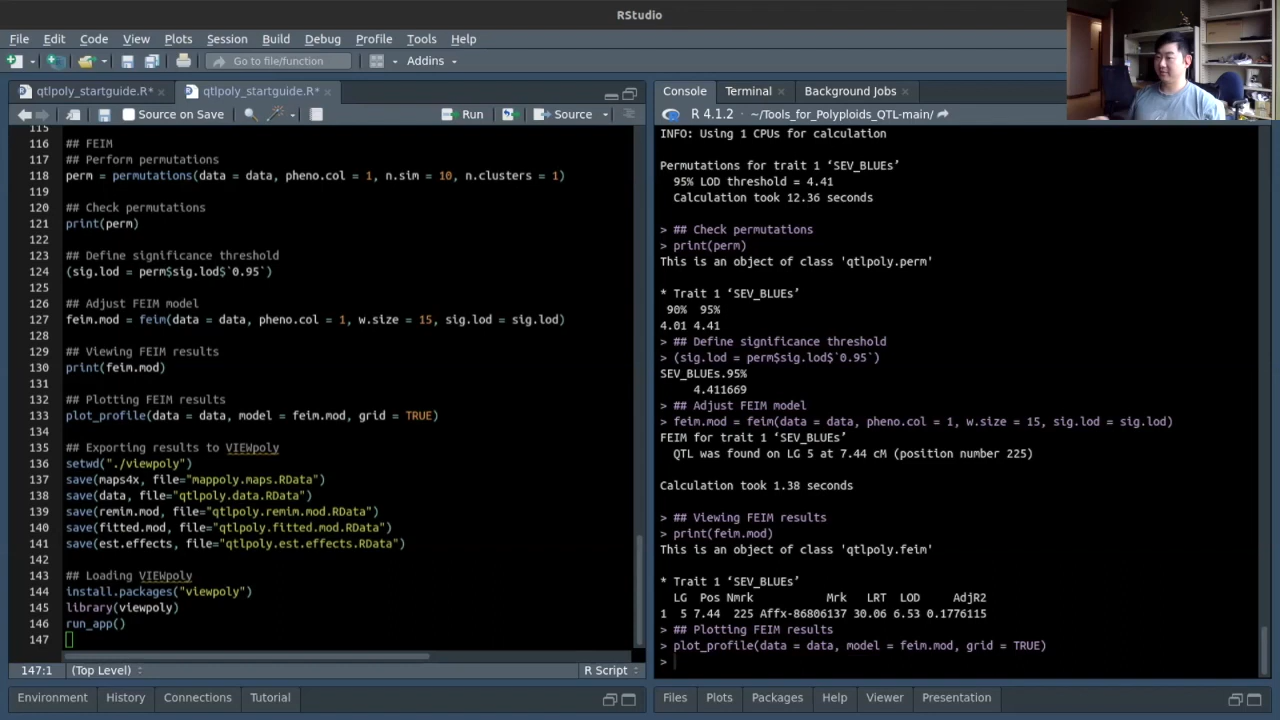 RStudio
File Edit Code View Plots Session Build Debug Profile Tools Help
Go to file/function Addins
qtlpoly_startguide.R* qtlpoly_startguide.R*
Source on Save Run Source
115
116 ## FEIM
117 ## Perform permutations
118 perm = permutations(data = data, pheno.col = 1, n.sim = 10, n.clusters = 1)
119
120 ## Check permutations
121 print(perm)
122
123 ## Define significance threshold
124 (sig.lod = perm$sig.lod$`0.95`)
125
126 ## Adjust FEIM model
127 feim.mod = feim(data = data, pheno.col = 1, w.size = 15, sig.lod = sig.lod)
128
129 ## Viewing FEIM results
130 print(feim.mod)
131
132 ## Plotting FEIM results
133 plot_profile(data = data, model = feim.mod, grid = TRUE)
134
135 ## Exporting results to VIEWpoly
136 setwd("./viewpoly")
137 save(maps4x, file="mappoly.maps.RData")
138 save(data, file="qtlpoly.data.RData")
139 save(remim.mod, file="qtlpoly.remim.mod.RData")
140 save(fitted.mod, file="qtlpoly.fitted.mod.RData")
141 save(est.effects, file="qtlpoly.est.effects.RData")
142
143 ## Loading VIEWpoly
144 install.packages("viewpoly")
145 library(viewpoly)
146 run_app()
147
147:1 (Top Level) R Script
Environment History Connections Tutorial
Console Terminal Background Jobs
R 4.1.2 · ~/Tools_for_Polyploids_QTL-main/
INFO: Using 1 CPUs for calculation
Permutations for trait 1 ‘SEV_BLUEs’
95% LOD threshold = 4.41
Calculation took 12.36 seconds
> ## Check permutations
> print(perm)
This is an object of class 'qtlpoly.perm'
* Trait 1 ‘SEV_BLUEs’
90% 95%
4.01 4.41
> ## Define significance threshold
> (sig.lod = perm$sig.lod$`0.95`)
SEV_BLUEs.95%
4.411669
> ## Adjust FEIM model
> feim.mod = feim(data = data, pheno.col = 1, w.size = 15, sig.lod = sig.lod)
FEIM for trait 1 ‘SEV_BLUEs’
QTL was found on LG 5 at 7.44 cM (position number 225)
Calculation took 1.38 seconds
> ## Viewing FEIM results
> print(feim.mod)
This is an object of class 'qtlpoly.feim'
* Trait 1 ‘SEV_BLUEs’
LG Pos Nmrk Mrk LRT LOD AdjR2
1 5 7.44 225 Affx-86806137 30.06 6.53 0.1776115
> ## Plotting FEIM results
> plot_profile(data = data, model = feim.mod, grid = TRUE)
>
Files Plots Packages Help Viewer Presentation